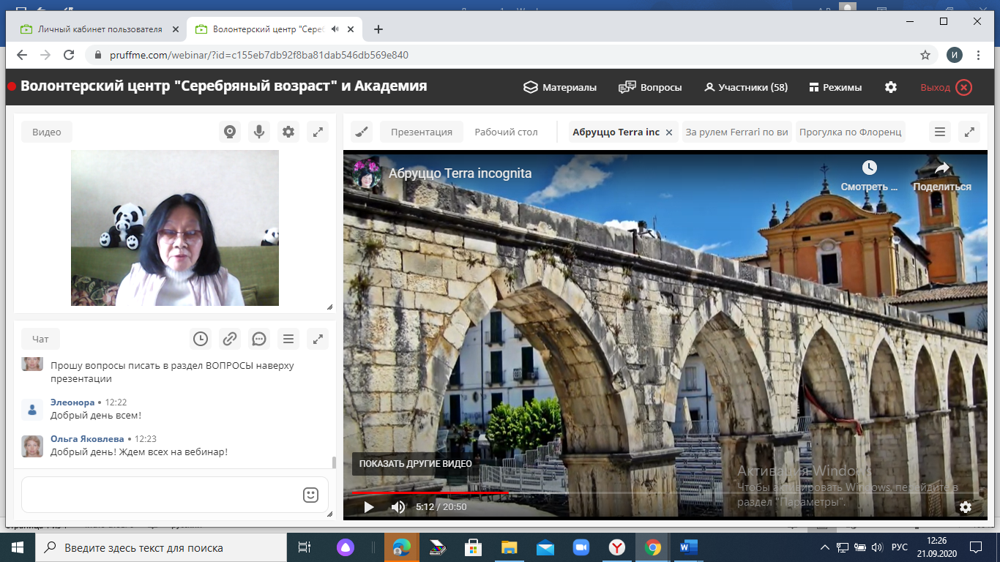 Личный кабинет пользователя
Волонтерский центр "Сереб
pruffme.com/webinar/?id=c155eb7db92f8ba81dab546db569e840
И
Волонтерский центр "Серебряный возраст" и Академия
Материалы
Вопросы
Участники (58)
Режимы
Выход
Видео
Презентация
Рабочий стол
Абруццо Terra inc
За рулем Ferrari по ви
Прогулка по Флоренц
Абруццо Terra incognita
Смотреть ...
Поделиться
Чат
Прошу вопросы писать в раздел ВОПРОСЫ наверху
презентации
Элеонора • 12:22
Добрый день всем!
Ольга Яковлева • 12:23
Добрый день! Ждем всех на вебинар!
ПОКАЗАТЬ ДРУГИЕ ВИДЕО
5:12 / 20:50
Активация Windows
Чтобы активировать Windows, перейдите в
раздел "Параметры".
Введите здесь текст для поиска
РУС
12:26
21.09.2020